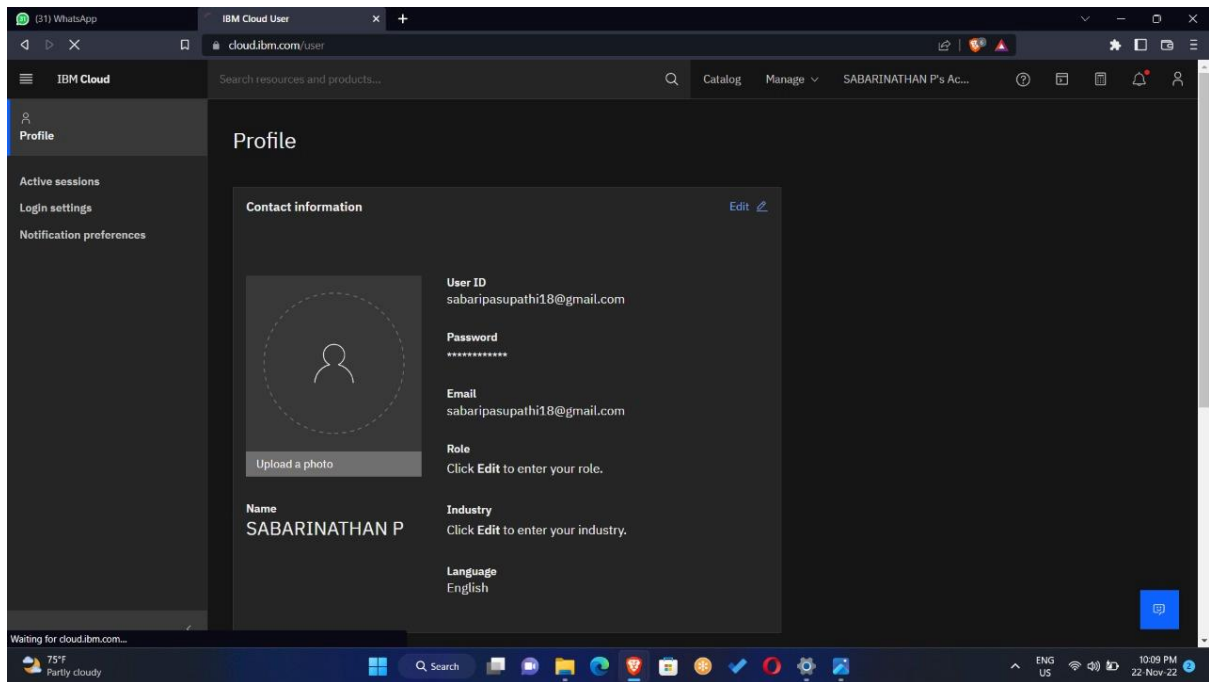 (31) WhatsApp
IBM Cloud User
cloud.ibm.com/user
IBM Cloud
Search resources and products...
Catalog
Manage
SABARINATHAN P's Ac...
Profile
Active sessions
Login settings
Notification preferences
Profile
Contact information
Edit
Upload a photo
Name
SABARINATHAN P
User ID
sabaripasupathi18@gmail.com
Password
************
Email
sabaripasupathi18@gmail.com
Role
Click Edit to enter your role.
Industry
Click Edit to enter your industry.
Language
English
Waiting for cloud.ibm.com...
75°F
Partly cloudy
Search
ENG
US
10:09 PM
22-Nov-22
2